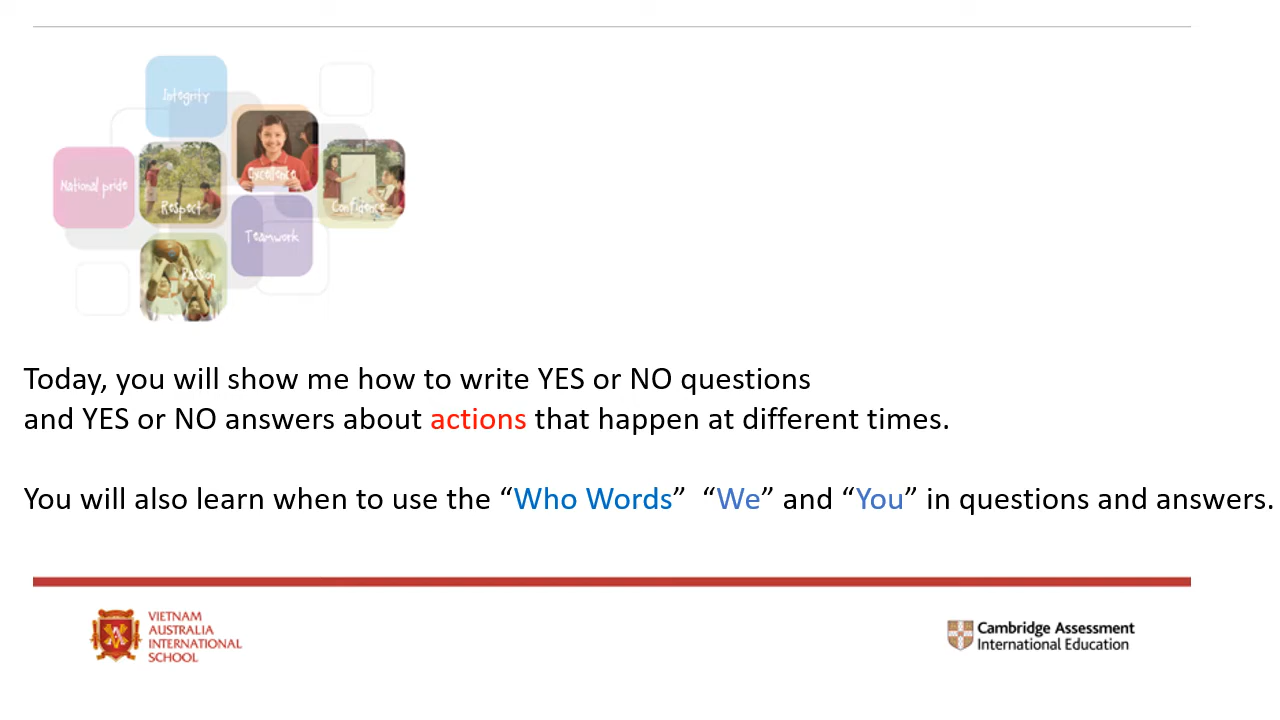 Integrity
Excellence
National pride
Respect
Confidence
Teamwork
Passion
Today, you will show me how to write YES or NO questions
and YES or NO answers about actions that happen at different times.
You will also learn when to use the “Who Words”  “We” and “You” in questions and answers.
VIETNAM
AUSTRALIA
INTERNATIONAL
SCHOOL
Cambridge Assessment
International Education